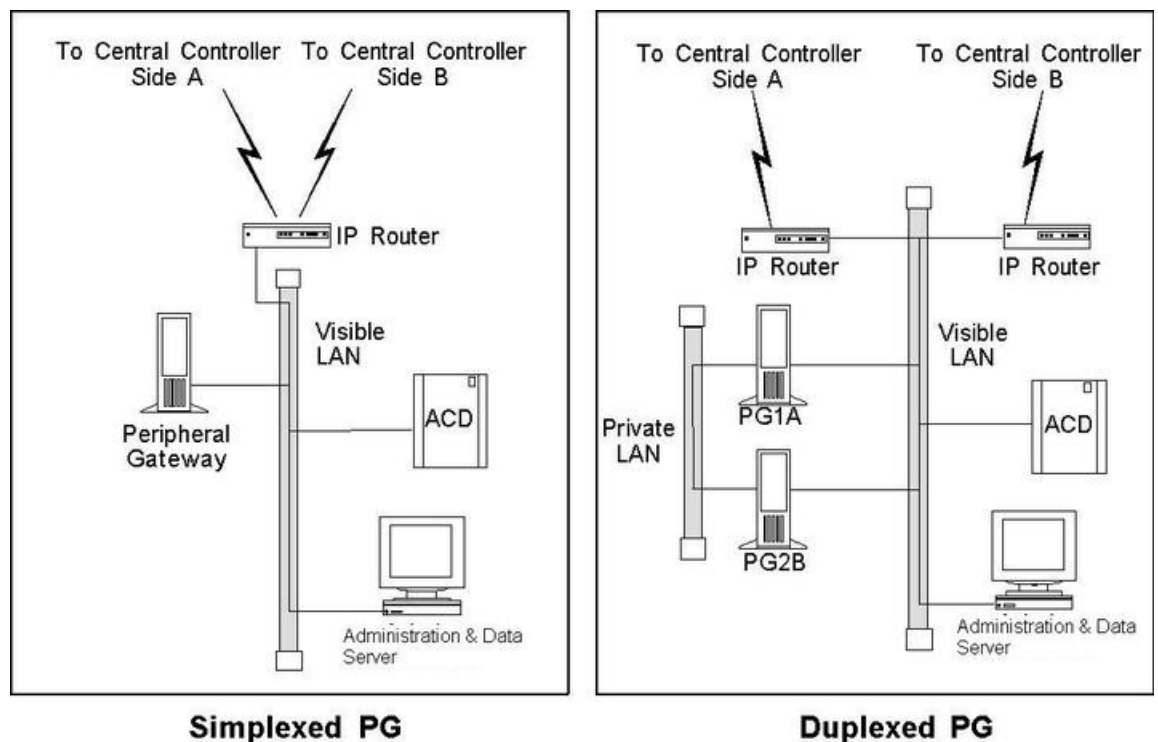 To Central Controller
Side A
To Central Controller
Side B
IP Router
Visible
LAN
Peripheral
Gateway
ACD
Administration & Data
Server
Simplexed PG
To Central Controller
Side A
To Central Controller
Side B
IP Router
IP Router
Visible
LAN
Private
LAN
PG1A
ACD
PG2B
Administration & Data
Server
Duplexed PG